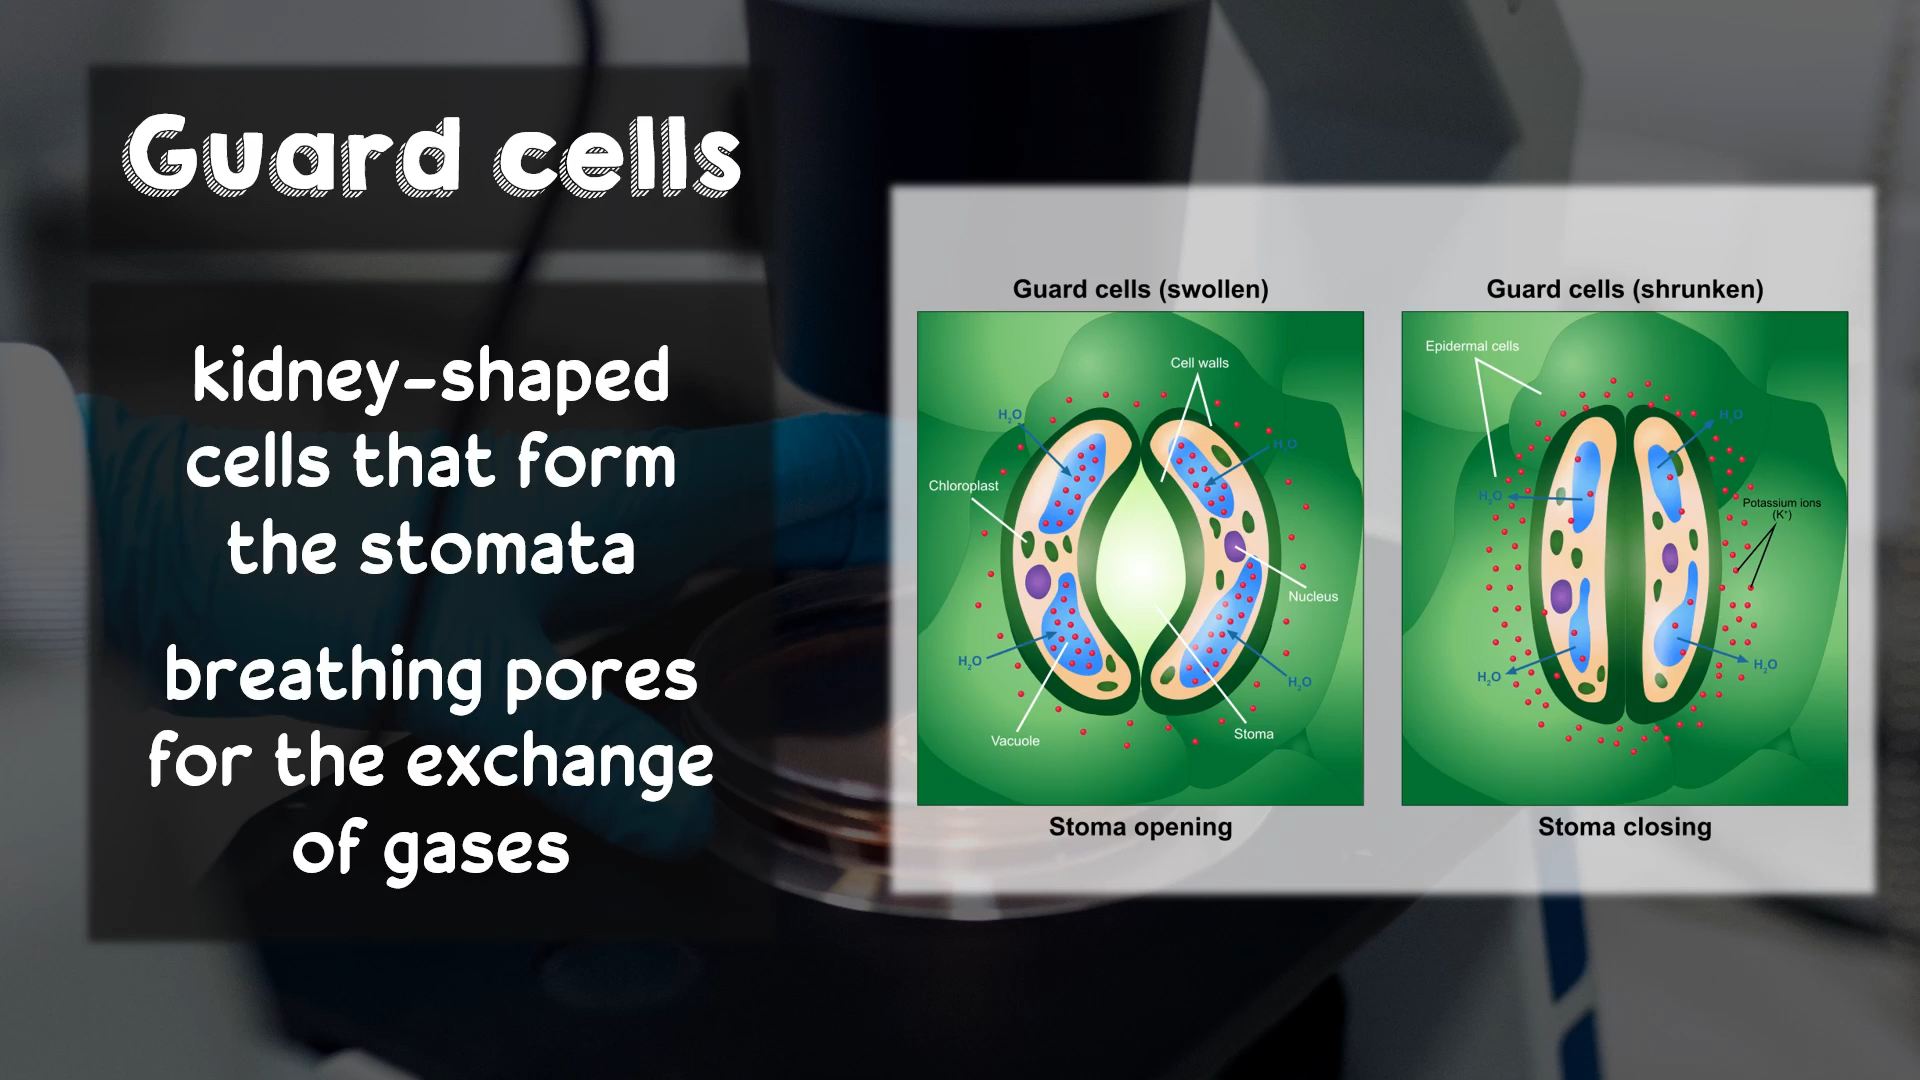 Guard cells
kidney-shaped
cells that form
the stomata
breathing pores
for the exchange
of gases
Guard cells (swollen)
Cell walls
H₂O
H₂O
Chloroplast
Nucleus
H₂O
H₂O
Vacuole
Stoma
Stoma opening
Guard cells (shrunken)
Epidermal cells
H₂O
H₂O
Potassium ions
(K⁺)
H₂O
H₂O
Stoma closing